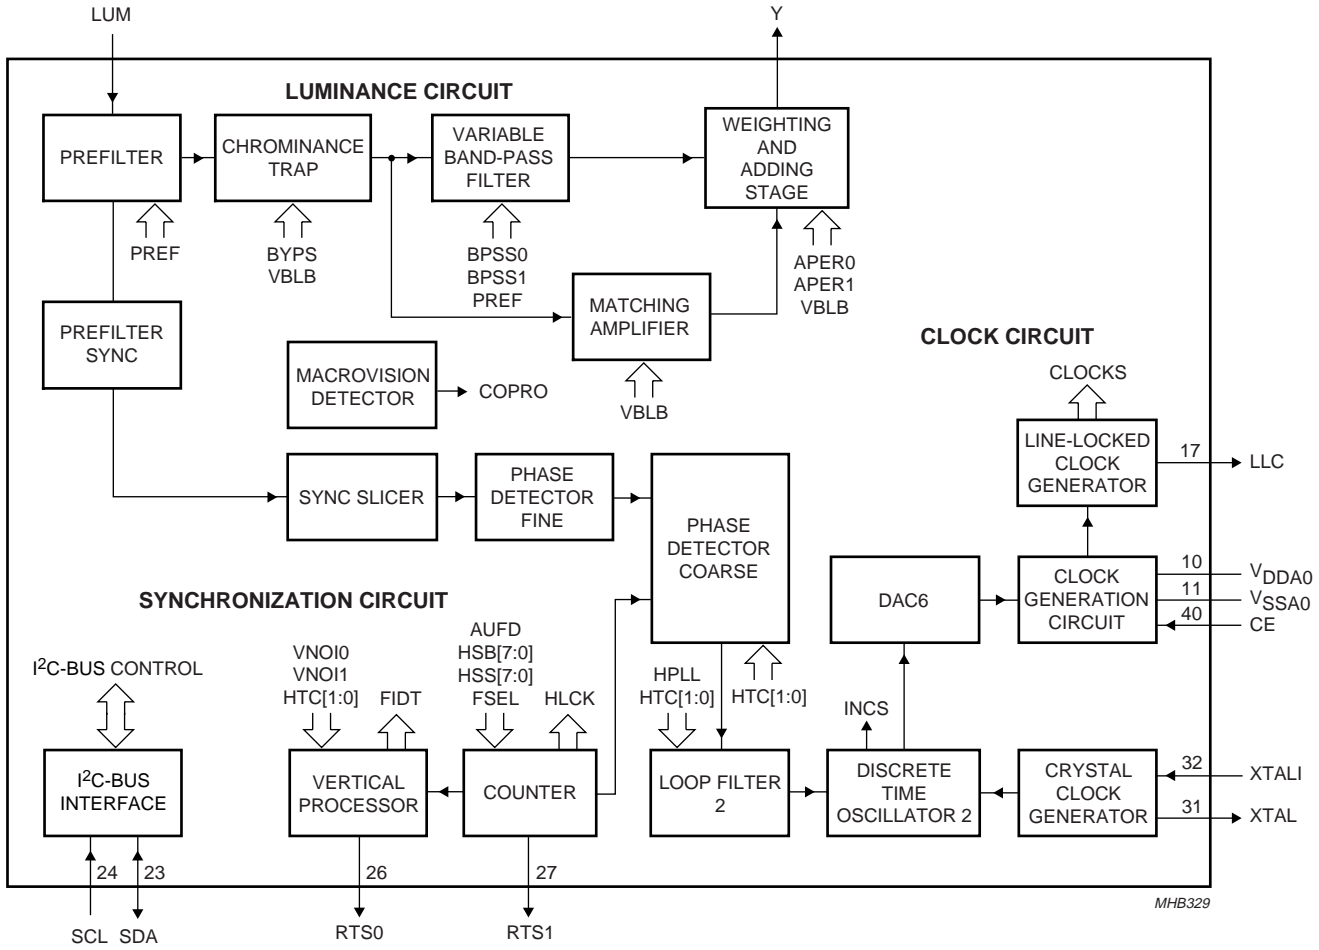 LUM
Y
LUMINANCE CIRCUIT
PREFILTER
CHROMINANCE
TRAP
VARIABLE
BAND-PASS
FILTER
WEIGHTING
AND
ADDING
STAGE
PREF
BYPS
VBLB
BPSS0
BPSS1
PREF
APER0
APER1
VBLB
PREFILTER
SYNC
MATCHING
AMPLIFIER
CLOCK CIRCUIT
MACROVISION
DETECTOR
COPRO
VBLB
CLOCKS
LINE-LOCKED
CLOCK
GENERATOR
17
LLC
SYNC SLICER
PHASE
DETECTOR
FINE
PHASE
DETECTOR
COARSE
SYNCHRONIZATION CIRCUIT
DAC6
CLOCK
GENERATION
CIRCUIT
10
VDDA0
11
VSSA0
40
CE
I2C-BUS CONTROL
VNOI0
VNOI1
HTC[1:0]
FIDT
AUFD
HSB[7:0]
HSS[7:0]
FSEL
HLCK
HPLL
HTC[1:0]
HTC[1:0]
INCS
I2C-BUS
INTERFACE
VERTICAL
PROCESSOR
COUNTER
LOOP FILTER
2
DISCRETE
TIME
OSCILLATOR 2
CRYSTAL
CLOCK
GENERATOR
32
XTALI
31
XTAL
24
23
26
27
SCL
SDA
RTS0
RTS1
MHB329